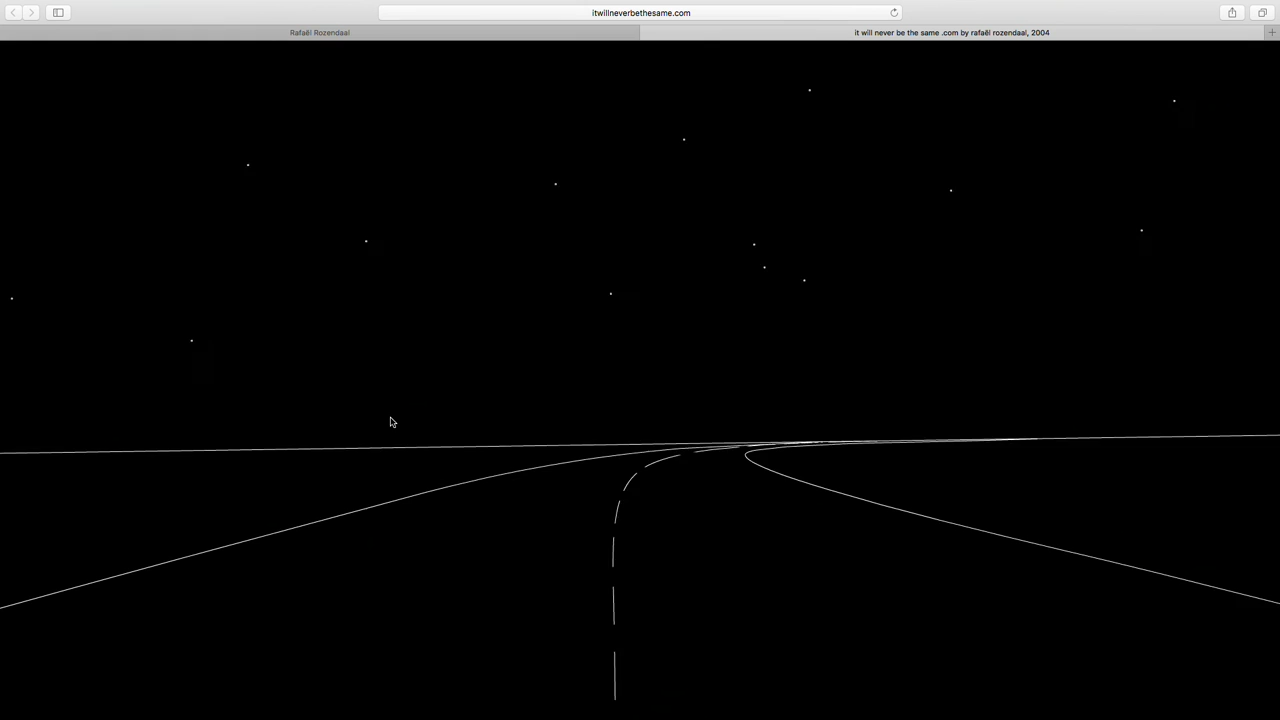 itwillneverbethesame.com
Rafaël Rozendaal
it will never be the same .com by rafaël rozendaal, 2004